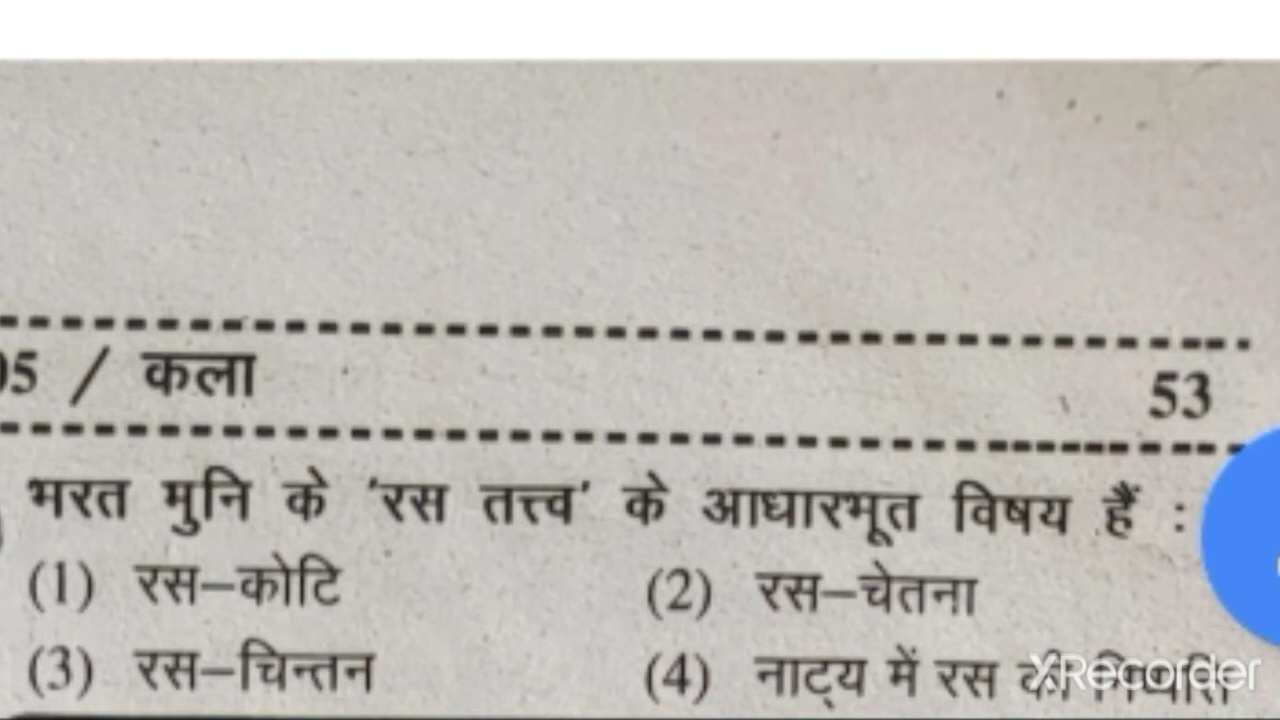 05 / कला 53
भरत मुनि के 'रस तत्त्व' के आधारभूत विषय हैं :
(1) रस–कोटि (2) रस–चेतना
(3) रस–चिन्तन (4) नाट्य में रस की
XRecorder